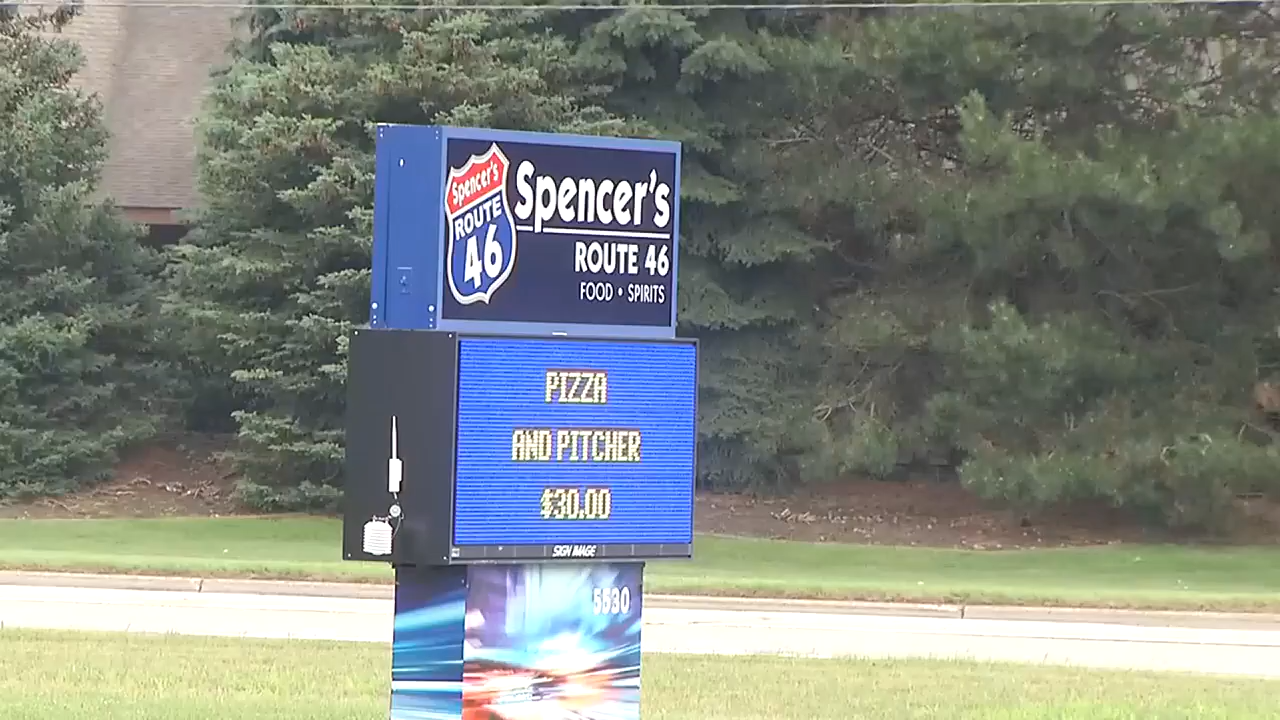 Spencer's
ROUTE
46
Spencer's
ROUTE 46
FOOD • SPIRITS
PIZZA
AND PITCHER
$30.00
SIGN IMAGE
5530